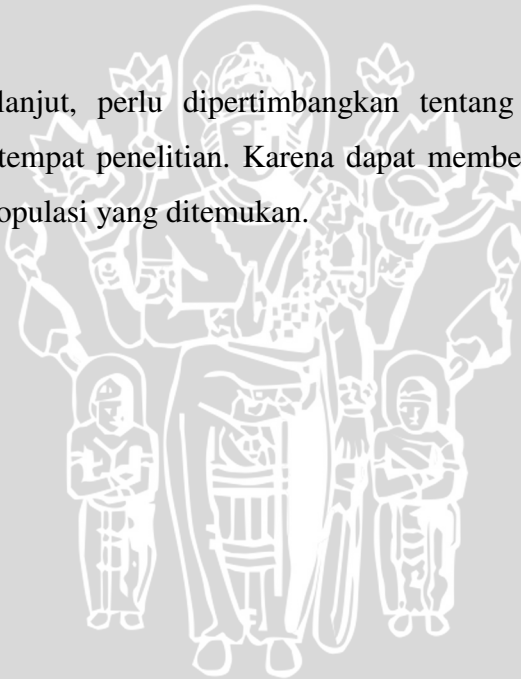 lanjut, perlu dipertimbangkan tentang
tempat penelitian. Karena dapat membe
opulasi yang ditemukan.